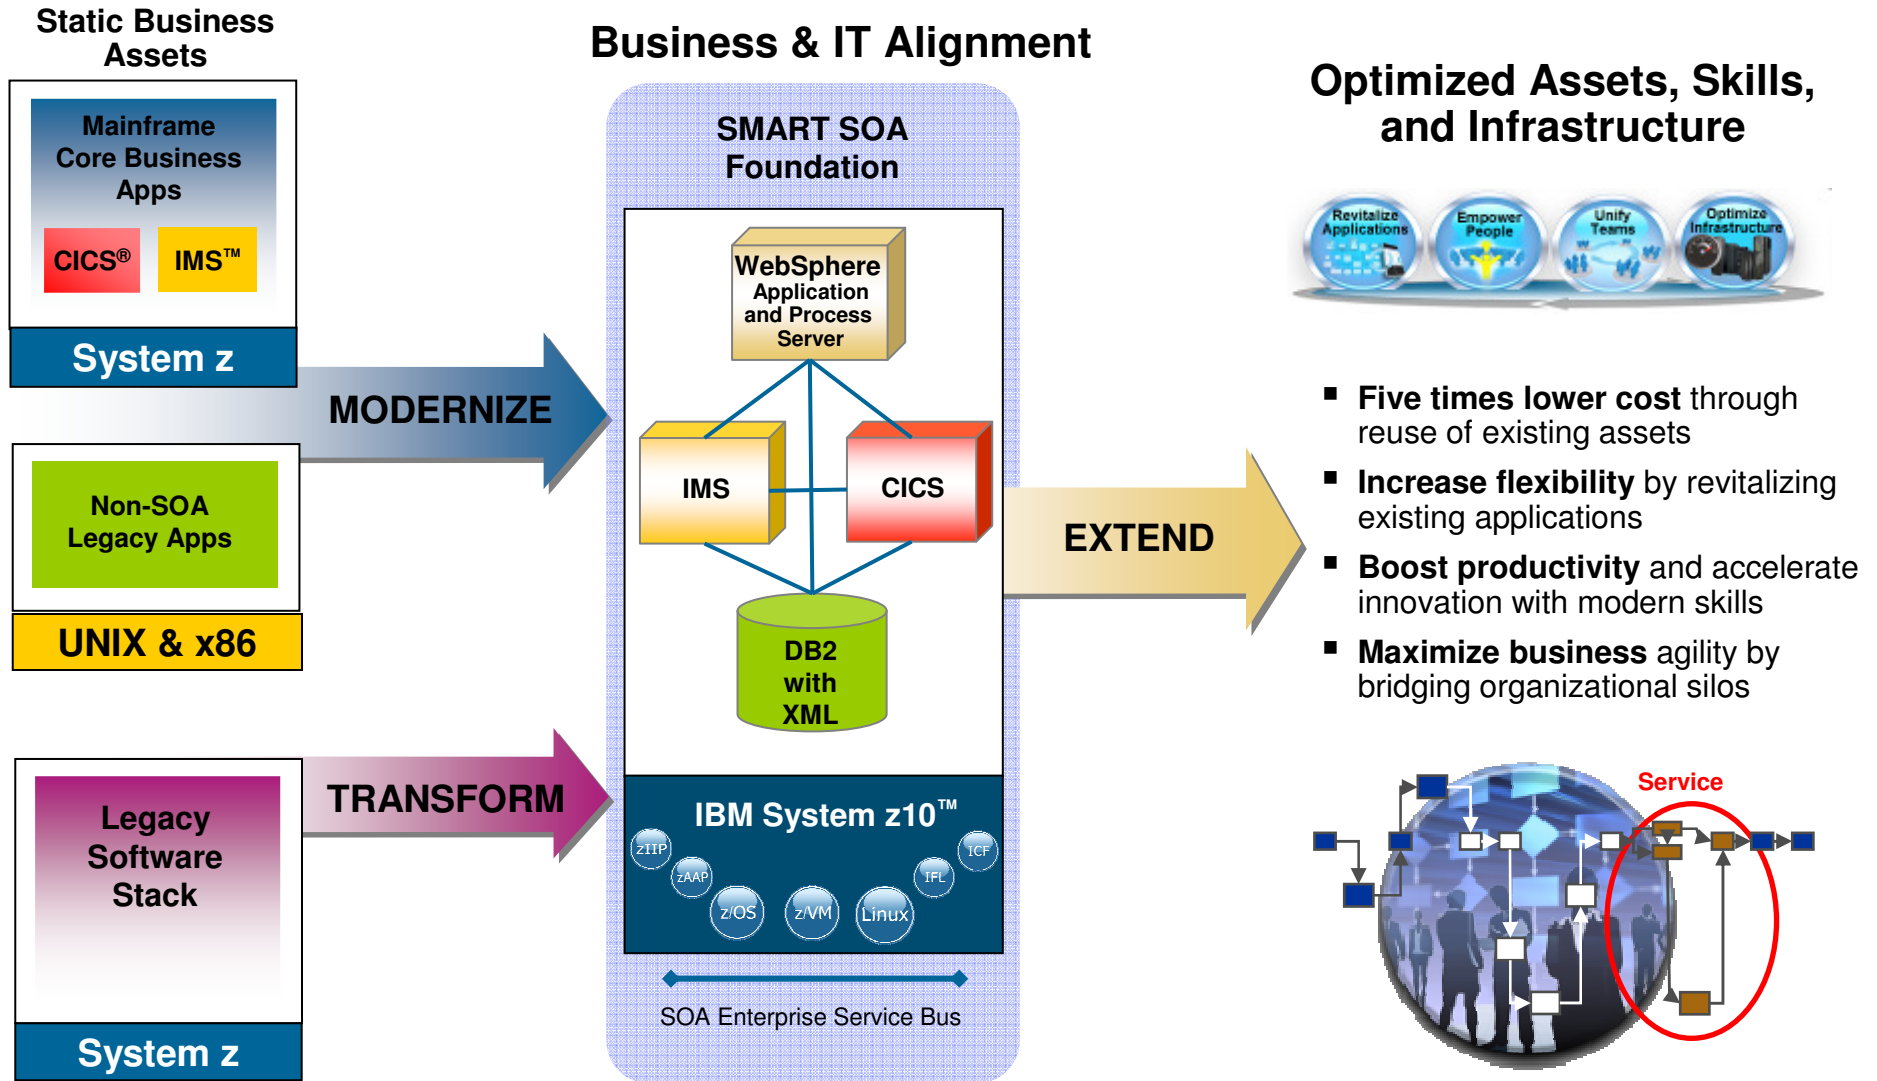 Static Business
Assets
Mainframe
Core Business
Apps
CICS®
IMS™
System z
Non-SOA
Legacy Apps
UNIX & x86
Legacy
Software
Stack
System z
MODERNIZE
TRANSFORM
Business & IT Alignment
SMART SOA
Foundation
WebSphere
Application
and Process
Server
IMS
CICS
DB2
with
XML
IBM System z10™
zIIP
zAAP
z/OS
z/VM
Linux
IFL
ICF
SOA Enterprise Service Bus
EXTEND
Optimized Assets, Skills,
and Infrastructure
Revitalize
Applications
Empower
People
Unify
Teams
Optimize
Infrastructure
▪ Five times lower cost through
reuse of existing assets
▪ Increase flexibility by revitalizing
existing applications
▪ Boost productivity and accelerate
innovation with modern skills
▪ Maximize business agility by
bridging organizational silos
Service